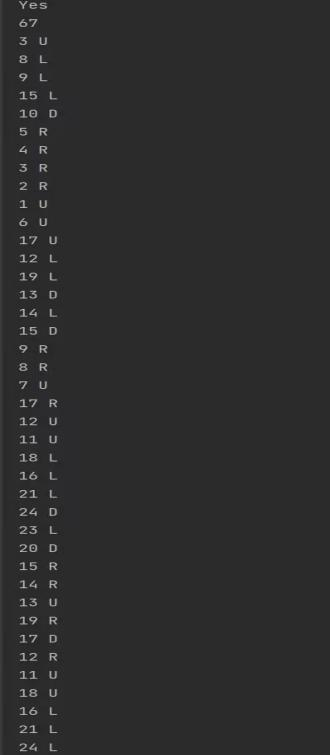 Yes
67
3 U
8 L
9 L
15 L
10 D
5 R
4 R
3 R
2 R
1 U
6 U
17 U
12 L
19 L
13 D
14 L
15 D
9 R
8 R
7 U
17 R
12 U
11 U
18 L
16 L
21 L
24 D
23 L
20 D
15 R
14 R
13 U
19 R
17 D
12 R
11 U
18 U
16 L
21 L
24 L